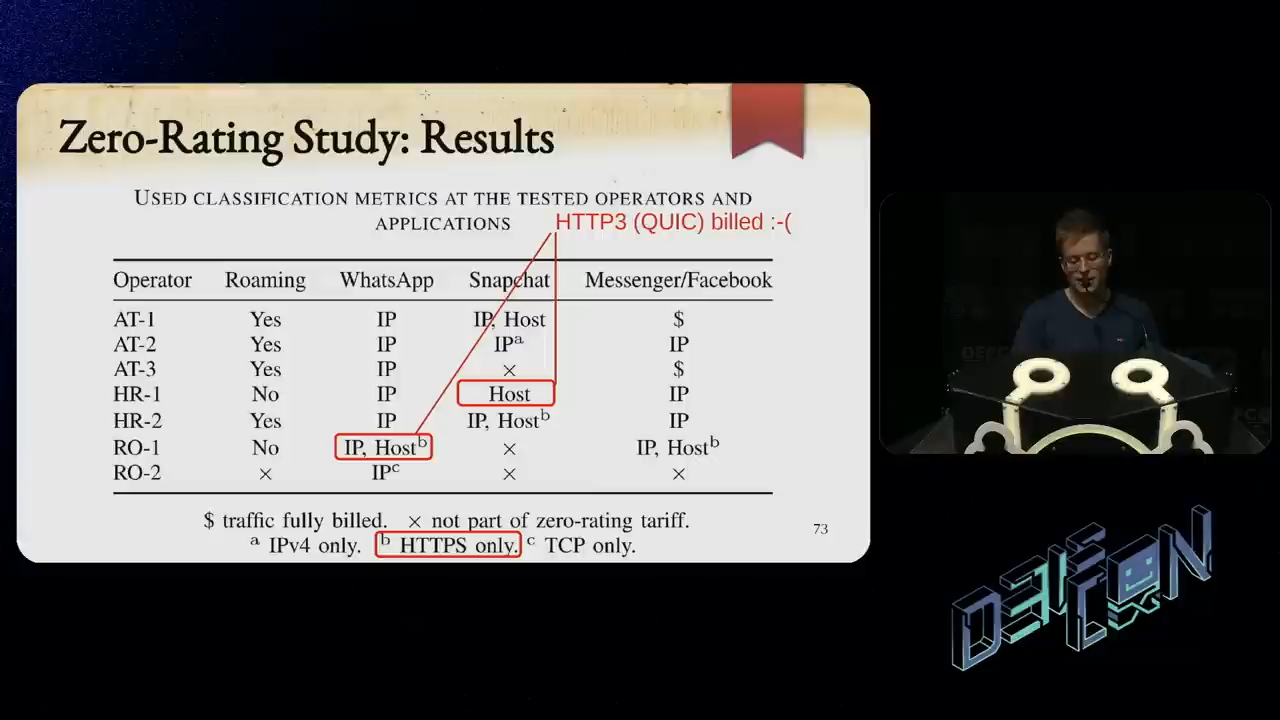 Zero-Rating Study: Results
USED CLASSIFICATION METRICS AT THE TESTED OPERATORS AND
APPLICATIONS
HTTP3 (QUIC) billed :-(
Operator Roaming WhatsApp Snapchat Messenger/Facebook
AT-1 Yes IP IP, Host $
AT-2 Yes IP IPᵃ IP
AT-3 Yes IP × $
HR-1 No IP Host IP
HR-2 Yes IP IP, Hostᵇ IP
RO-1 No IP, Hostᵇ × IP, Hostᵇ
RO-2 × IPᶜ × ×
$ traffic fully billed. × not part of zero-rating tariff.
ᵃ IPv4 only. ᵇ HTTPS only. ᶜ TCP only.
73
DEF CON